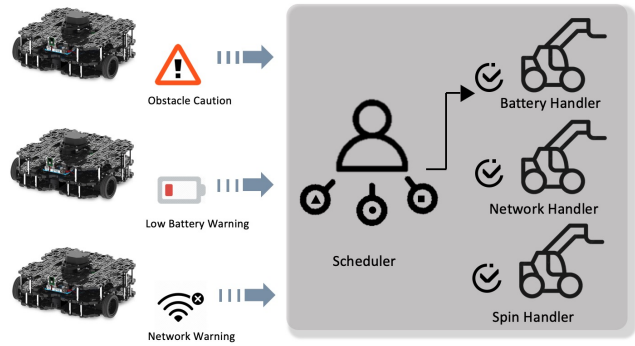 Obstacle Caution
Low Battery Warning
Network Warning
Scheduler
Battery Handler
Network Handler
Spin Handler